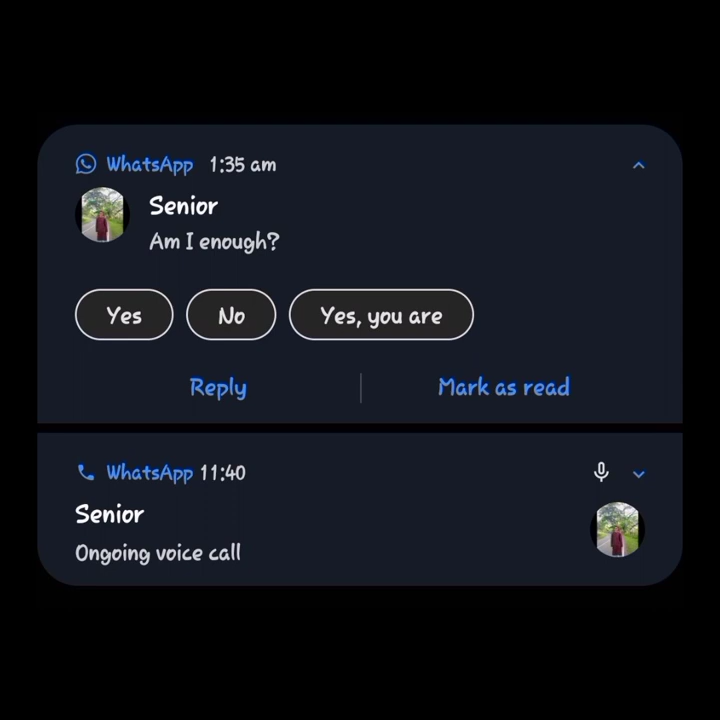 WhatsApp 1:35 am
Senior
Am I enough?
Yes No Yes, you are
Reply Mark as read
WhatsApp 11:40
Senior
Ongoing voice call